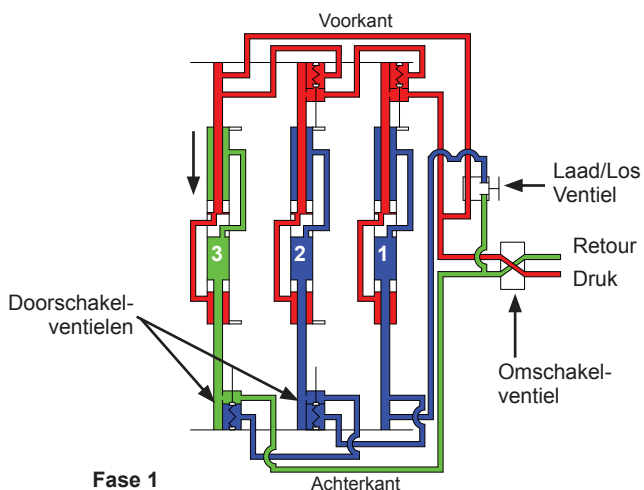 Voorkant
Laad/Los
Ventiel
3
2
1
Retour
Druk
Doorschakel-
ventielen
Omschakel-
ventiel
Fase 1
Achterkant